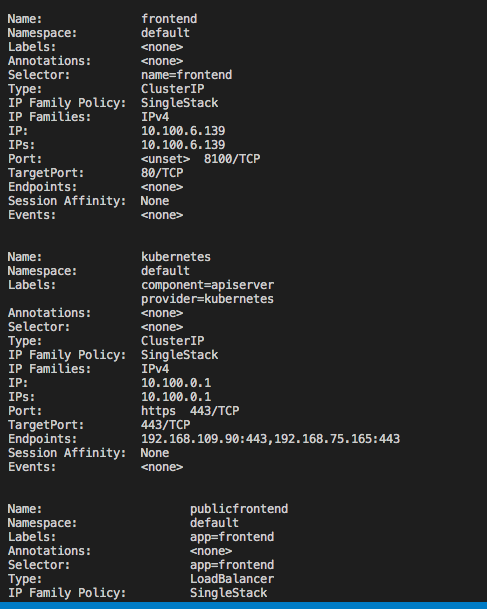 Name:              frontend
Namespace:         default
Labels:            <none>
Annotations:       <none>
Selector:          name=frontend
Type:              ClusterIP
IP Family Policy:  SingleStack
IP Families:       IPv4
IP:                10.100.6.139
IPs:               10.100.6.139
Port:              <unset>  8100/TCP
TargetPort:        80/TCP
Endpoints:         <none>
Session Affinity:  None
Events:            <none>
Name:              kubernetes
Namespace:         default
Labels:            component=apiserver
                   provider=kubernetes
Annotations:       <none>
Selector:          <none>
Type:              ClusterIP
IP Family Policy:  SingleStack
IP Families:       IPv4
IP:                10.100.0.1
IPs:               10.100.0.1
Port:              https  443/TCP
TargetPort:        443/TCP
Endpoints:         192.168.109.90:443,192.168.75.165:443
Session Affinity:  None
Events:            <none>
Name:                     publicfrontend
Namespace:                default
Labels:                   app=frontend
Annotations:              <none>
Selector:                 app=frontend
Type:                     LoadBalancer
IP Family Policy:         SingleStack